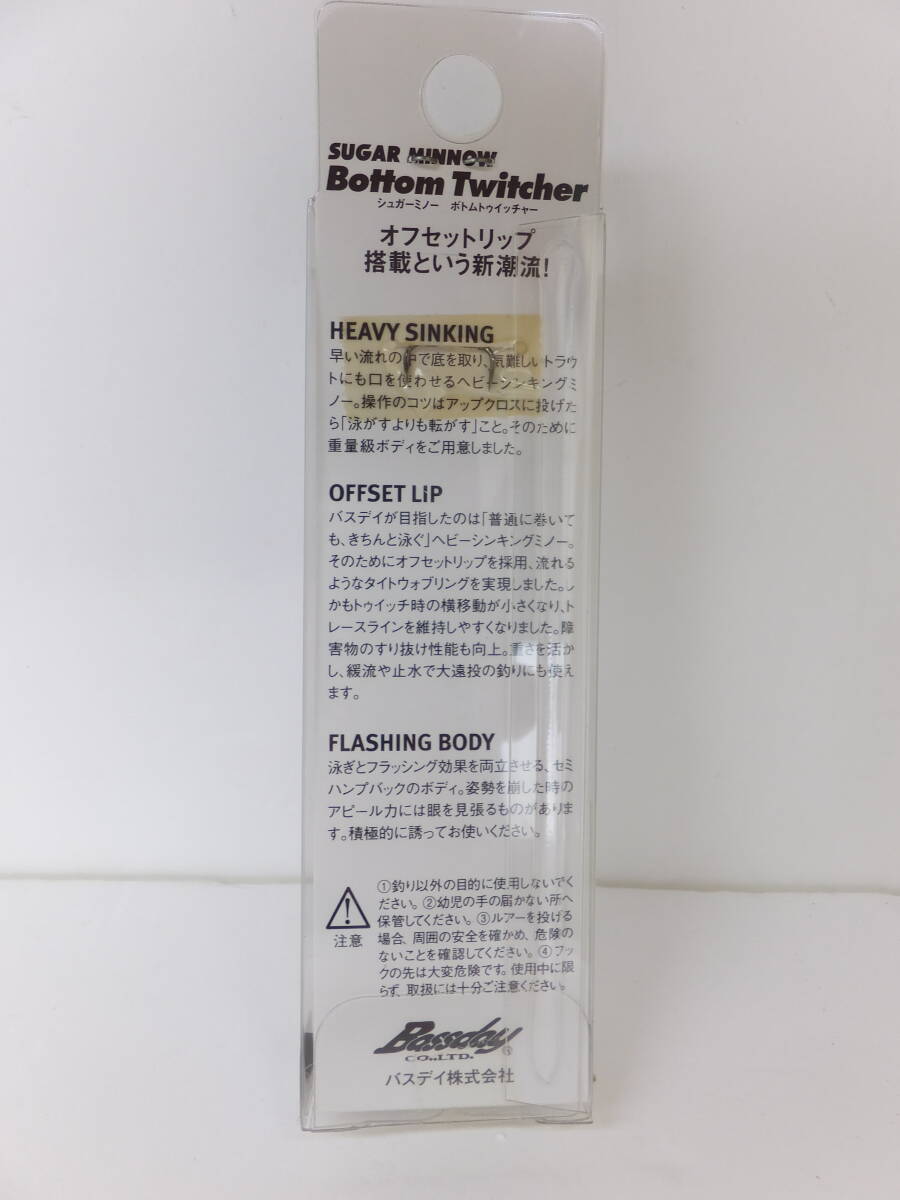 SUGAR MINNOW
Bottom Twitcher
シュガーミノー ボトムトゥイッチャー
オフセットリップ
搭載という新潮流!
HEAVY SINKING
早い流れの中で底を取り、気難しいトラウ
トにも口を使わせるヘビーシンキングミ
ノー。操作のコツはアップクロスに投げた
ら「泳がすよりも転がす」こと。そのために
重量級ボディをご用意しました。
OFFSET LiP
バスデイが目指したのは「普通に巻いて
も、きちんと泳ぐ」ヘビーシンキングミノー。
そのためにオフセットリップを採用、流れる
ようなタイトウォブリングを実現しました。し
かもトゥイッチ時の横移動が小さくなり、ト
レースラインを維持しやすくなりました。障
害物のすり抜け性能も向上。重さを活か
し、緩流や止水で大遠投の釣りにも使え
ます。
FLASHING BODY
泳ぎとフラッシング効果を両立させる、セミ
ハンプバックのボディ。姿勢を崩した時の
アピール力には眼を見張るものがありま
す。積極的に誘ってお使いください。
①釣り以外の目的に使用しないでく
ださい。②幼児の手の届かない所へ
保管してください。③ルアーを投げる
場合、周囲の安全を確かめ、危険の
ないことを確認してください。④フッ
クの先は大変危険です。使用中に限
らず、取扱には十分ご注意ください。
注意
Bassday®
CO.,LTD.
バスデイ株式会社